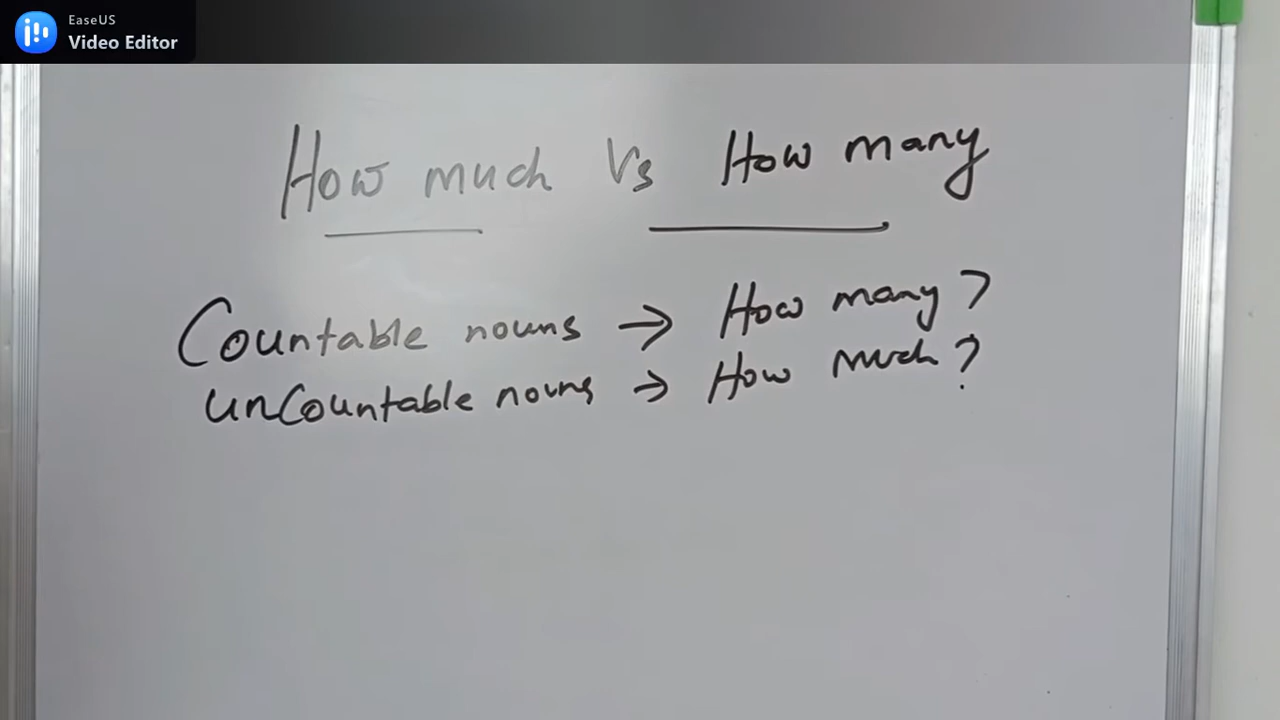 EaseUS
Video Editor
How much Vs How many
Countable nouns → How many?
unCountable nouns → How much?